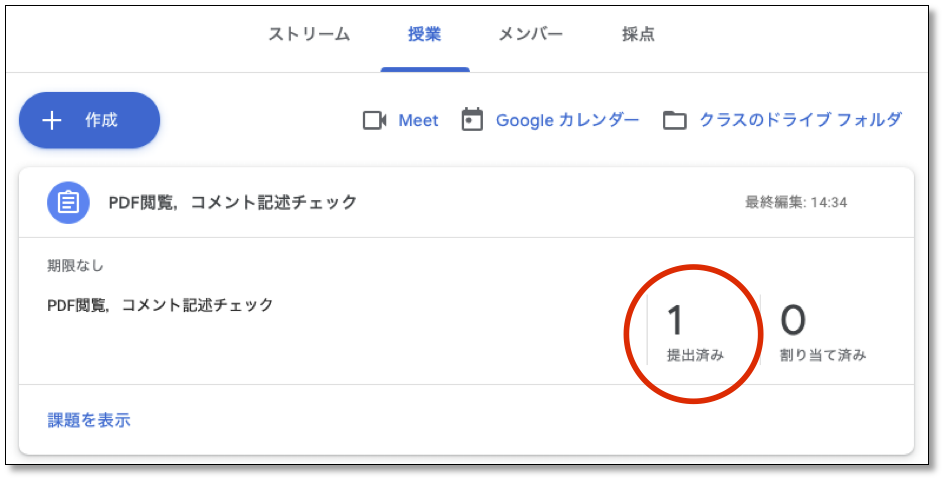 ストリーム 授業 メンバー 採点
作成 Meet Google カレンダー クラスのドライブ フォルダ
PDF閲覧，コメント記述チェック 最終編集: 14:34
期限なし
PDF閲覧，コメント記述チェック
1 0
提出済み 割り当て済み
課題を表示